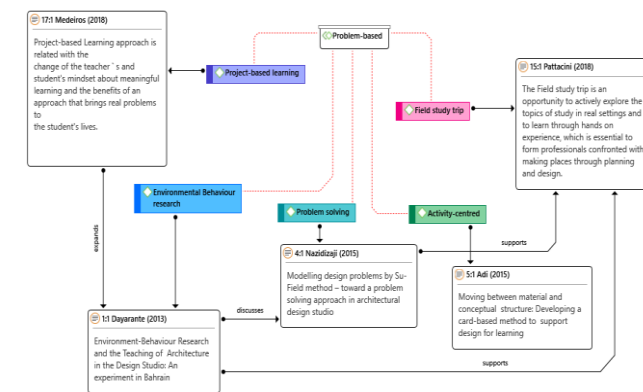 17:1 Medeiros (2018)
Project-based Learning approach is
related with the
change of the teacher`s and
student's mindset about meaningful
learning and the benefits of an
approach that brings real problems
to
the student's lives.
Problem-based
Project-based learning
Field study trip
15:1 Pattacini (2018)
The Field study trip is an
opportunity to actively explore the
topics of study in real settings and
to learn through hands on
experience, which is essential to
form professionals confronted with
making places through planning
and design.
Environmental Behaviour
research
Problem solving
Activity-centred
expands
supports
4:1 Nazidizaji (2015)
Modelling design problems by Su-
Field method – toward a problem
solving approach in architectural
design studio
5:1 Adi (2015)
Moving between material and
conceptual structure: Developing a
card-based method to support
design for learning
discusses
1:1 Dayarante (2013)
Environment-Behaviour Research
and the Teaching of Architecture
in the Design Studio: An
experiment in Bahrain
supports